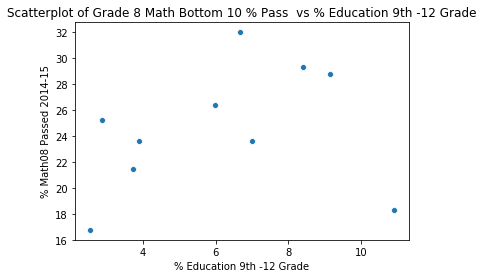 Scatterplot of Grade 8 Math Bottom 10 % Pass  vs % Education 9th -12 Grade
32
30
28
26
24
22
20
18
16
% Math08 Passed 2014-15
4 6 8 10
% Education 9th -12 Grade